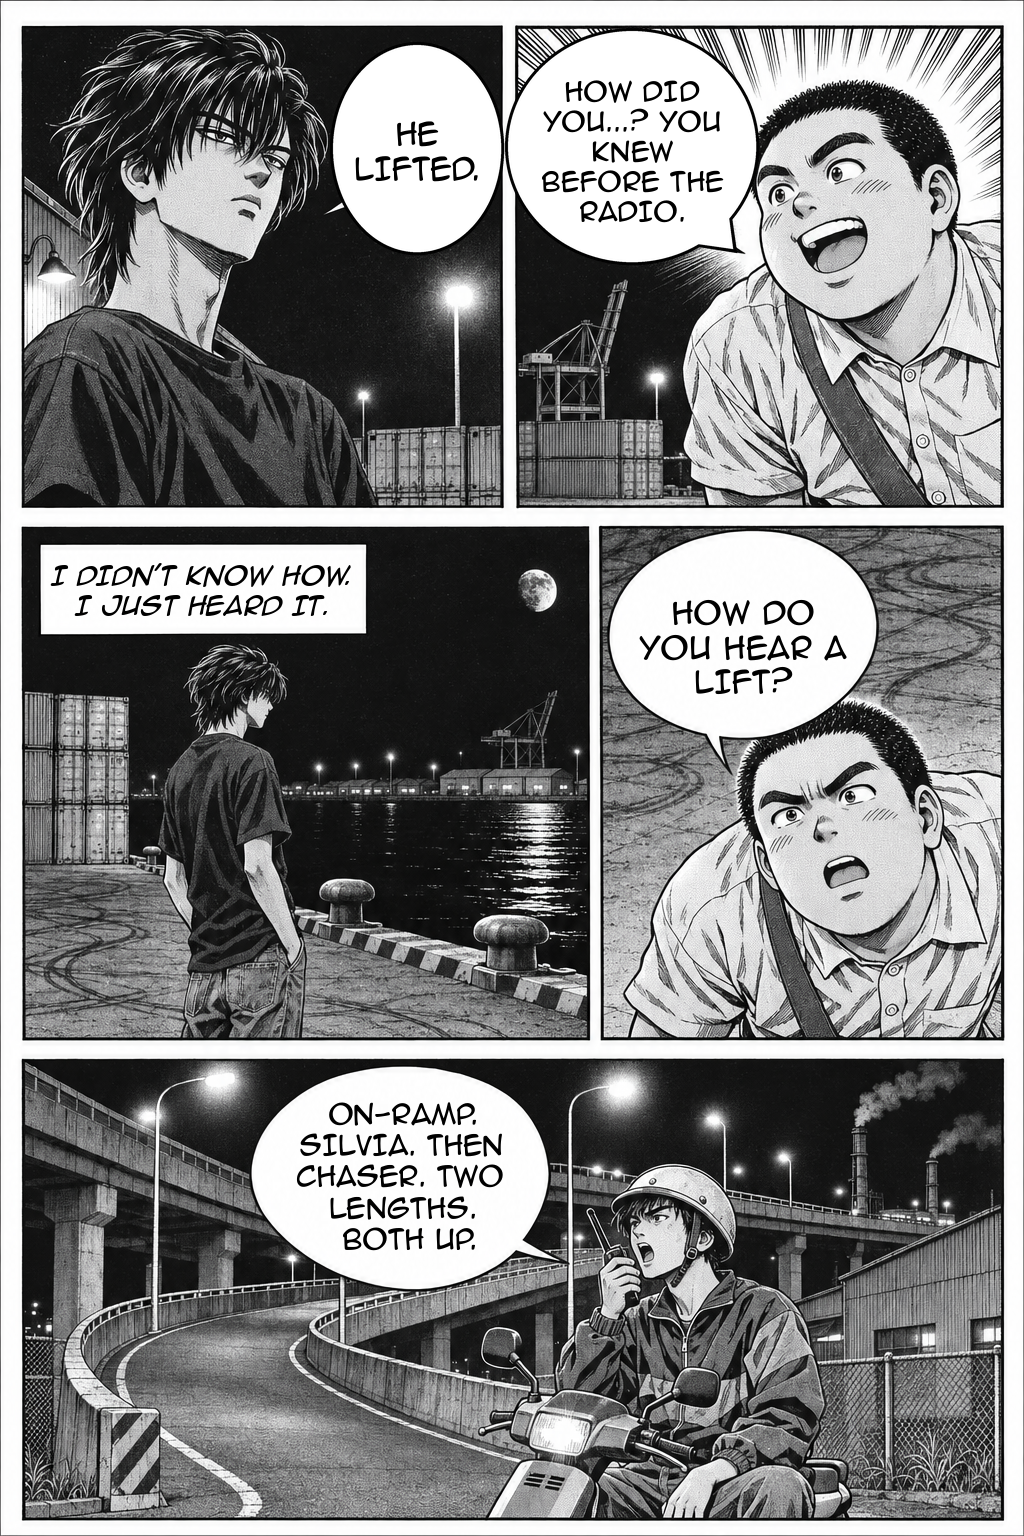 HE
LIFTED.
HOW DID
YOU...? YOU
KNEW
BEFORE THE
RADIO.
I DIDN'T KNOW HOW.
I JUST HEARD IT.
HOW DO
YOU HEAR A
LIFT?
ON-RAMP.
SILVIA. THEN
CHASER. TWO
LENGTHS.
BOTH UP.